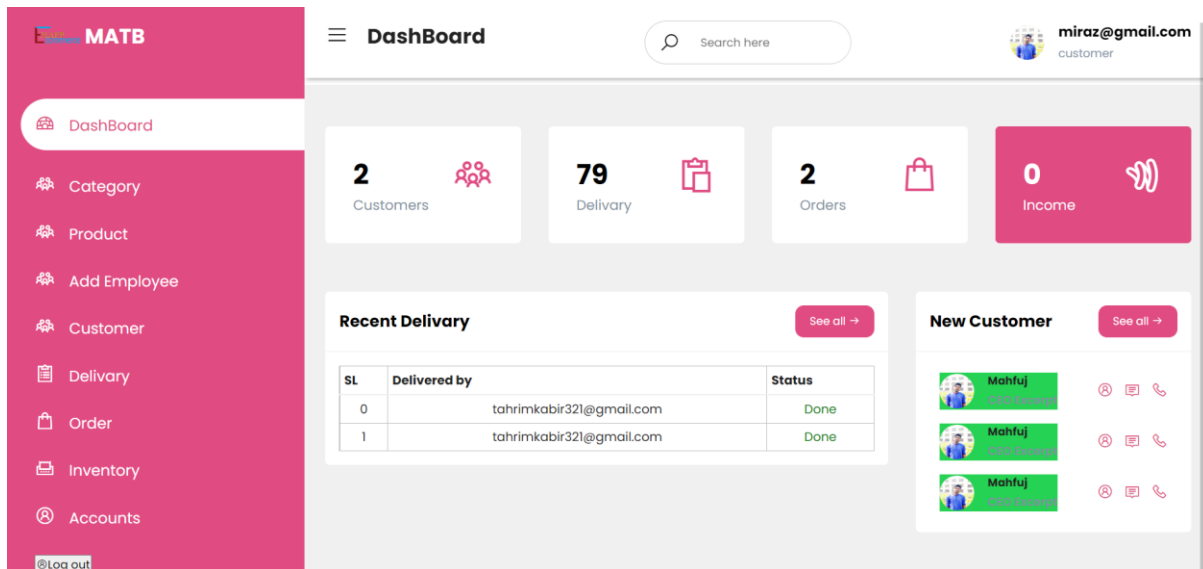 MATB
DashBoard
Category
Product
Add Employee
Customer
Delivary
Order
Inventory
Accounts
Log out
DashBoard
Search here
miraz@gmail.com
customer
2
Customers
79
Delivary
2
Orders
0
Income
Recent Delivary
See all →
SL Delivered by Status
0 tahrimkabir321@gmail.com Done
1 tahrimkabir321@gmail.com Done
New Customer
See all →
Mahfuj
Mahfuj
Mahfuj